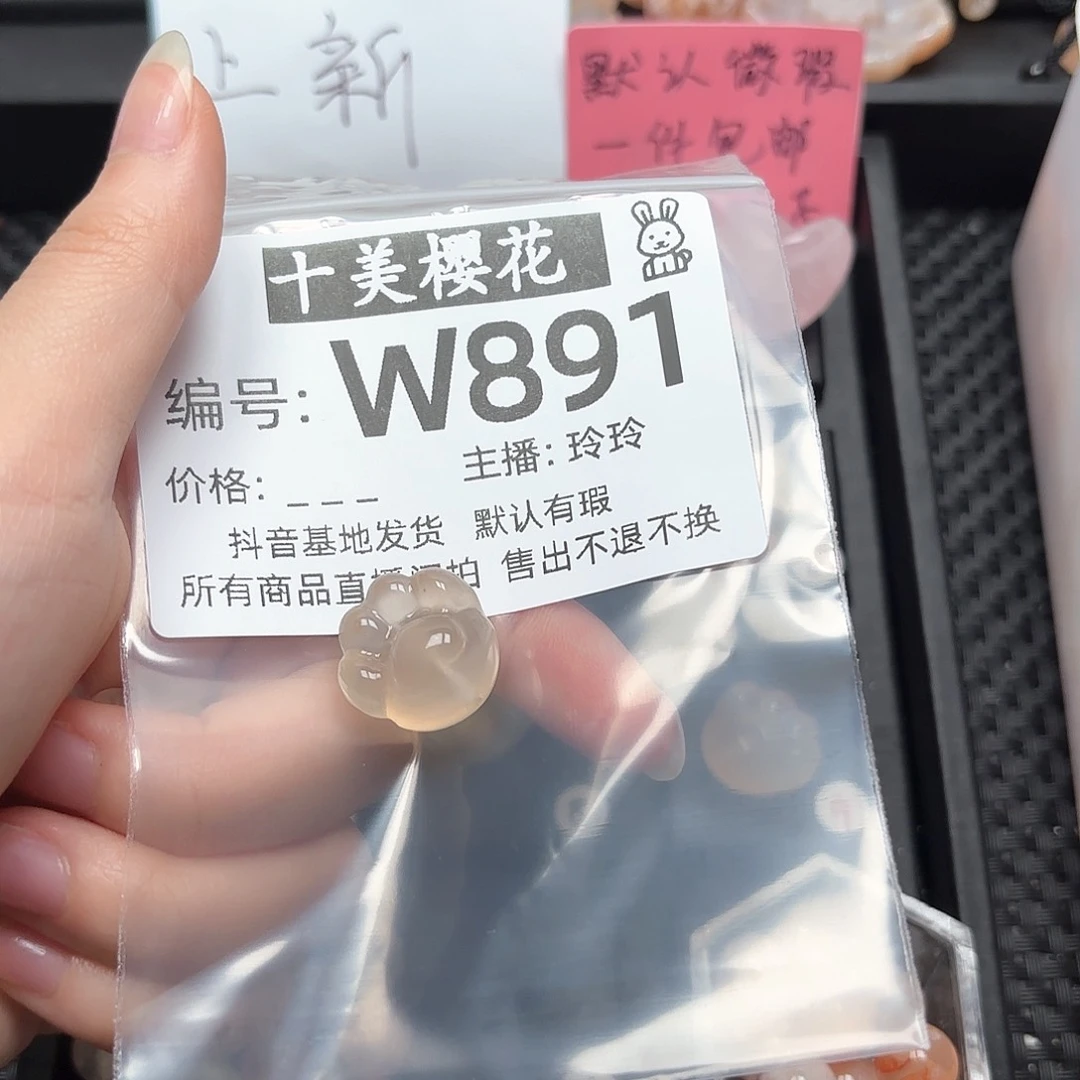 上新
默认微瑕
一件包邮
十美樱花
编号: W891
价格: _ _ _ 主播: 玲玲
抖音基地发货 默认有瑕
所有商品直播间拍 售出不退不换